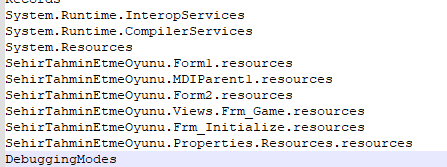 Records
System.Runtime.InteropServices
System.Runtime.CompilerServices
System.Resources
SehirTahminEtmeOyunu.Form1.resources
SehirTahminEtmeOyunu.MDIParent1.resources
SehirTahminEtmeOyunu.Form2.resources
SehirTahminEtmeOyunu.Views.Frm_Game.resources
SehirTahminEtmeOyunu.Frm_Initialize.resources
SehirTahminEtmeOyunu.Properties.Resources.resources
DebuggingModes